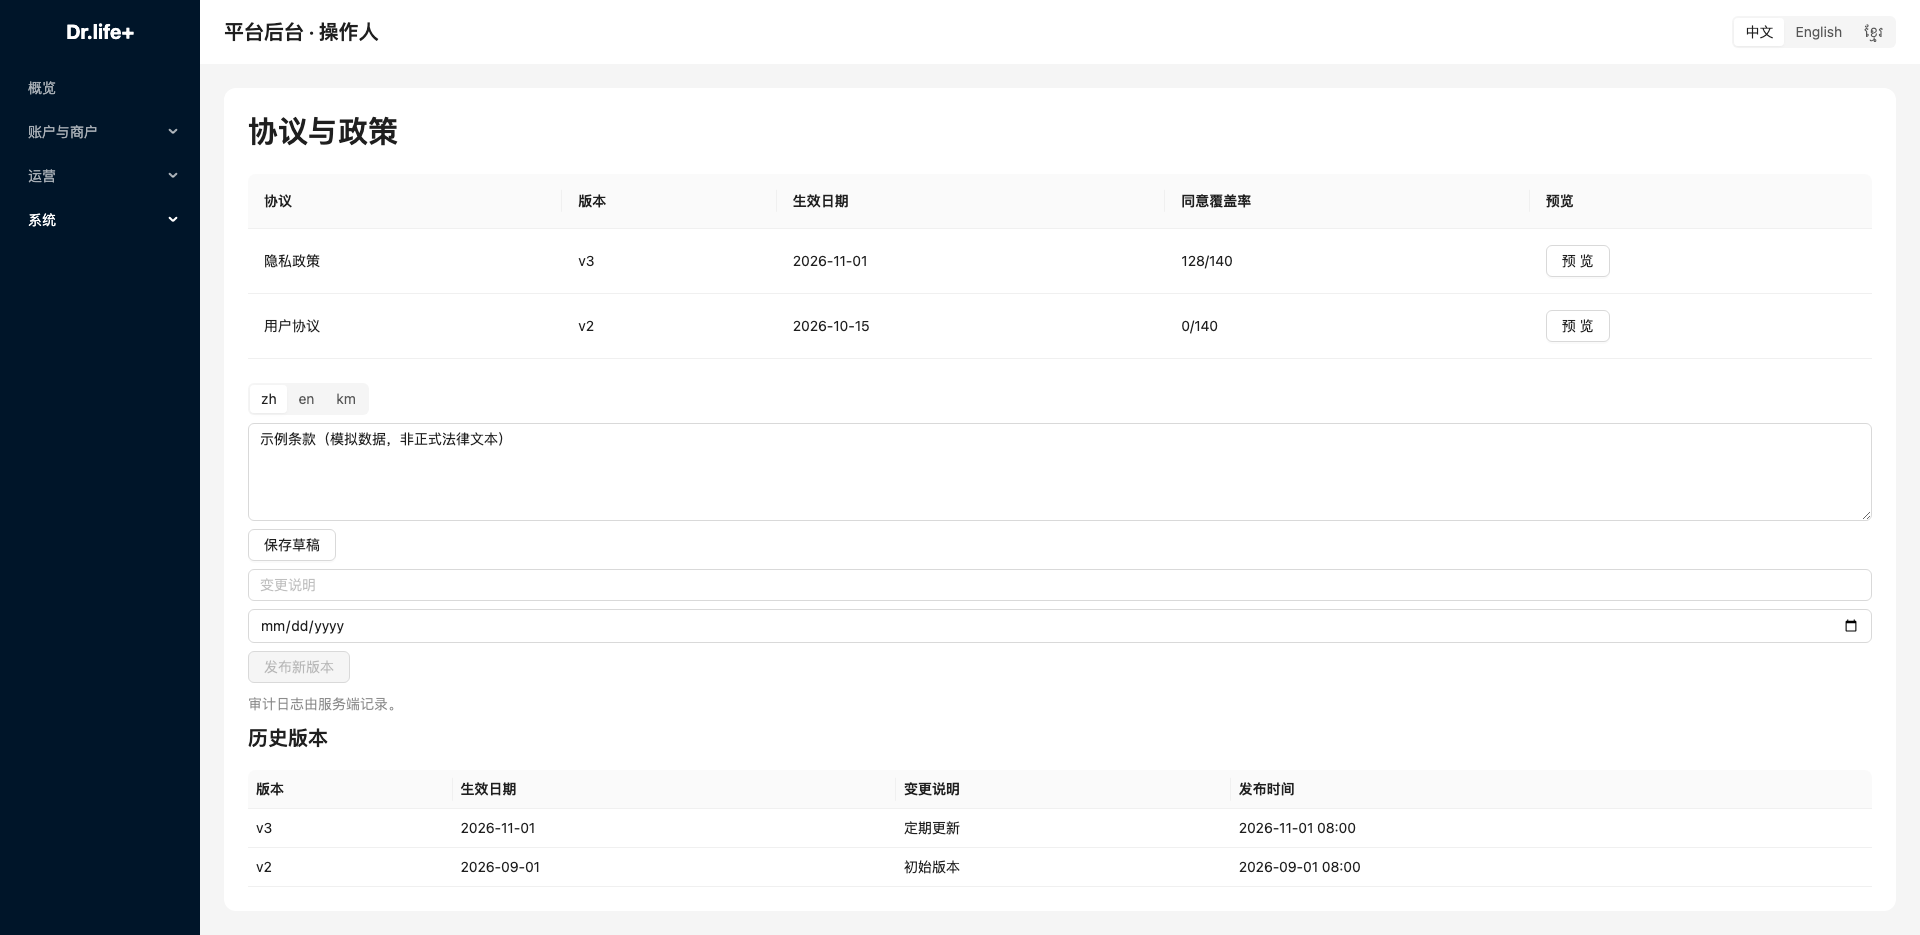 Dr.life+
概览
账户与商户
运营
系统
平台后台 · 操作人
中文 English ខ្មែរ
协议与政策
协议 版本 生效日期 同意覆盖率 预览
隐私政策 v3 2026-11-01 128/140 预 览
用户协议 v2 2026-10-15 0/140 预 览
zh en km
示例条款（模拟数据，非正式法律文本）
保存草稿
变更说明
mm/dd/yyyy
发布新版本
审计日志由服务端记录。
历史版本
版本 生效日期 变更说明 发布时间
v3 2026-11-01 定期更新 2026-11-01 08:00
v2 2026-09-01 初始版本 2026-09-01 08:00